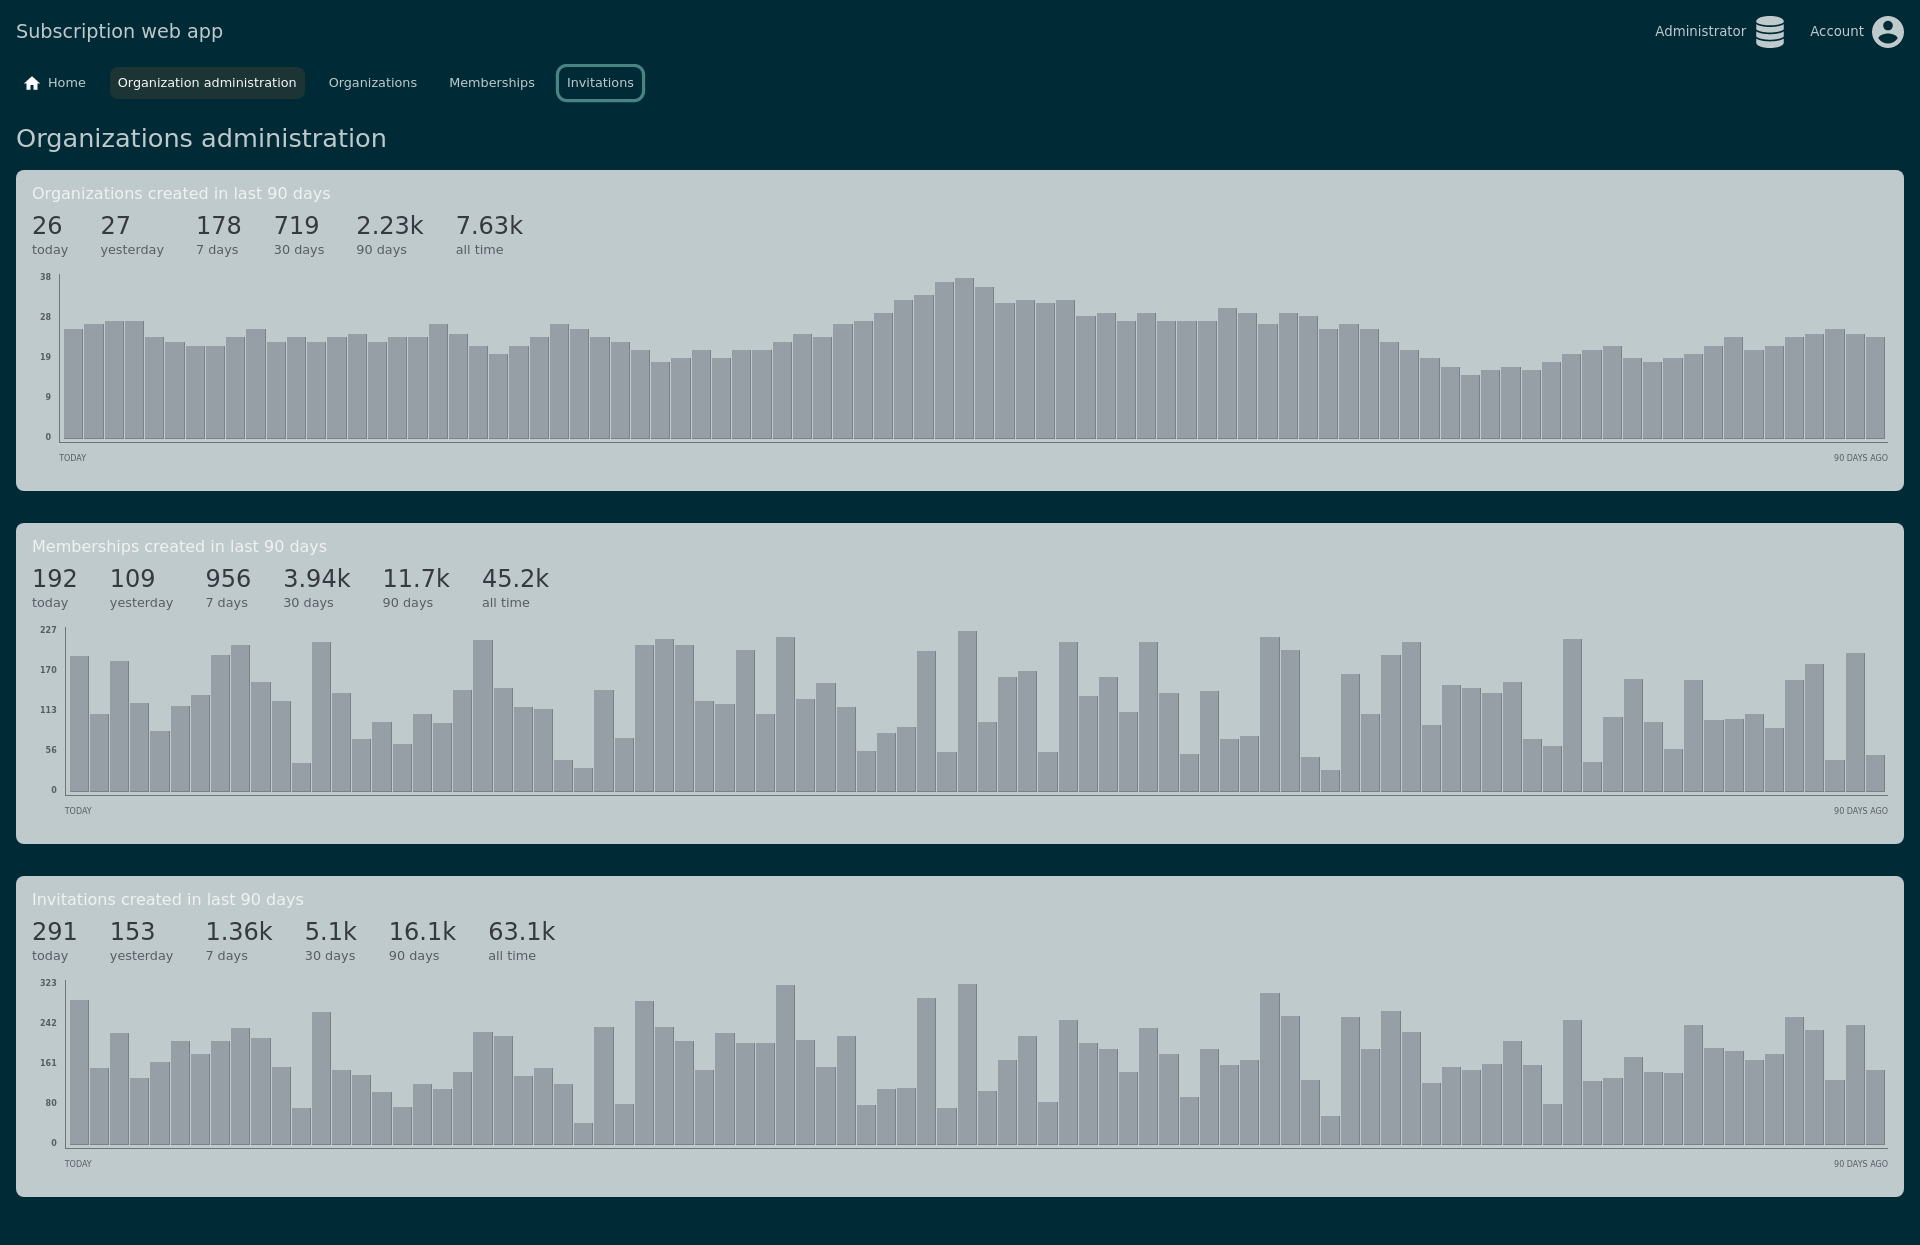 Subscription web app
Administrator
Account
Home
Organization administration
Organizations
Memberships
Invitations
Organizations administration
Organizations created in last 90 days
26 27 178 719 2.23k 7.63k
today yesterday 7 days 30 days 90 days all time
38
28
19
9
0
TODAY 90 DAYS AGO
Memberships created in last 90 days
192 109 956 3.94k 11.7k 45.2k
today yesterday 7 days 30 days 90 days all time
227
170
113
56
0
TODAY 90 DAYS AGO
Invitations created in last 90 days
291 153 1.36k 5.1k 16.1k 63.1k
today yesterday 7 days 30 days 90 days all time
323
242
161
80
0
TODAY 90 DAYS AGO